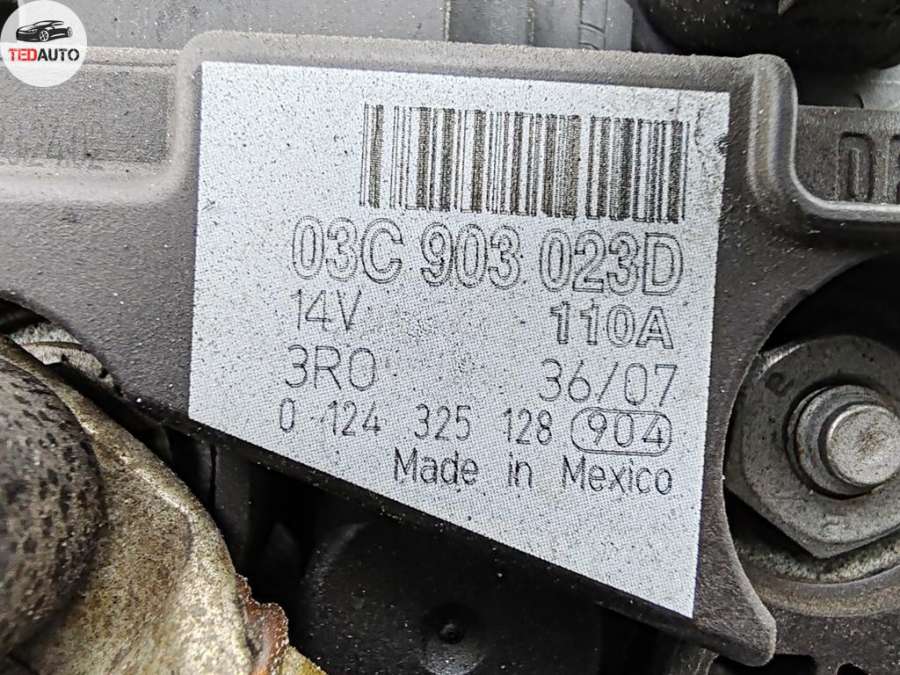 TEDAUTO
03C 903 023D
14V 110A
3RO 36/07
0 124 325 128 904
Made in Mexico